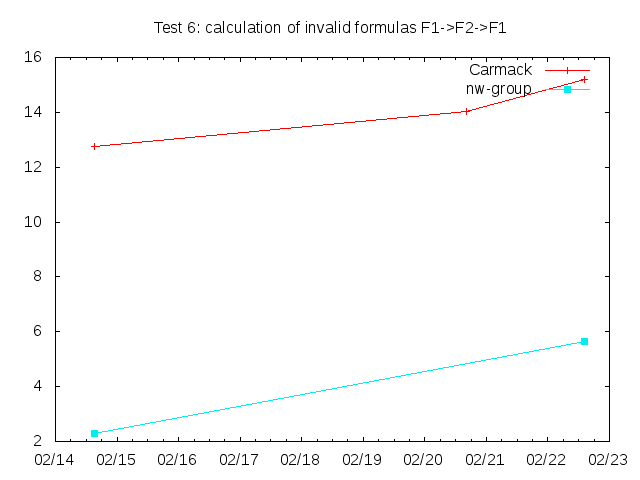 Test 6: calculation of invalid formulas F1->F2->F1
16
Carmack
nw-group
14
12
10
8
6
4
2
02/14 02/15 02/16 02/17 02/18 02/19 02/20 02/21 02/22 02/23